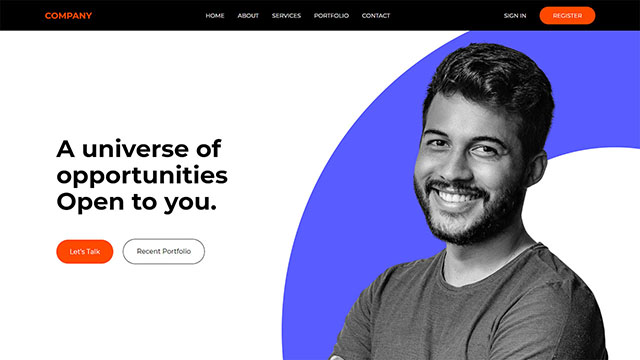 COMPANY HOME ABOUT SERVICES PORTFOLIO CONTACT SIGN IN REGISTER
A universe of
opportunities
Open to you.
Let's Talk Recent Portfolio